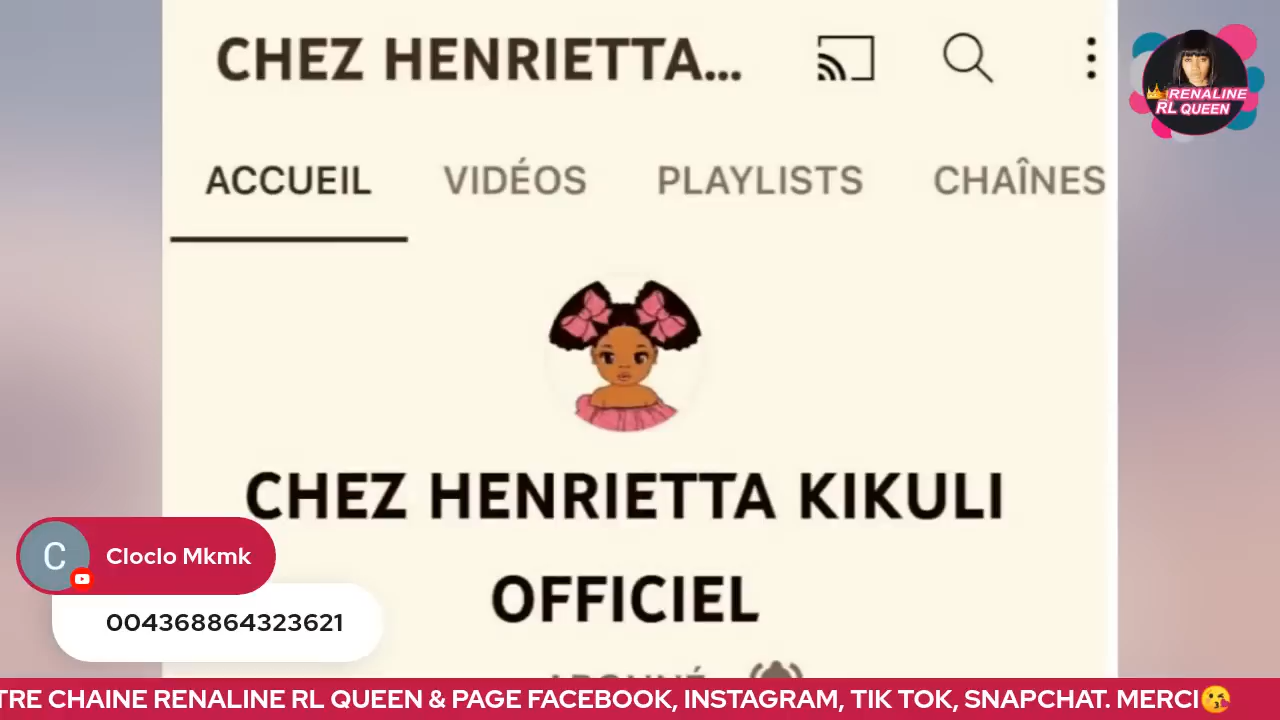 CHEZ HENRIETTA...
RENALINE
RL QUEEN
ACCUEIL VIDÉOS PLAYLISTS CHAÎNES
CHEZ HENRIETTA KIKULI
OFFICIEL
C Cloclo Mkmk
004368864323621
ABONNÉ
TRE CHAINE RENALINE RL QUEEN & PAGE FACEBOOK, INSTAGRAM, TIK TOK, SNAPCHAT. MERCI😘